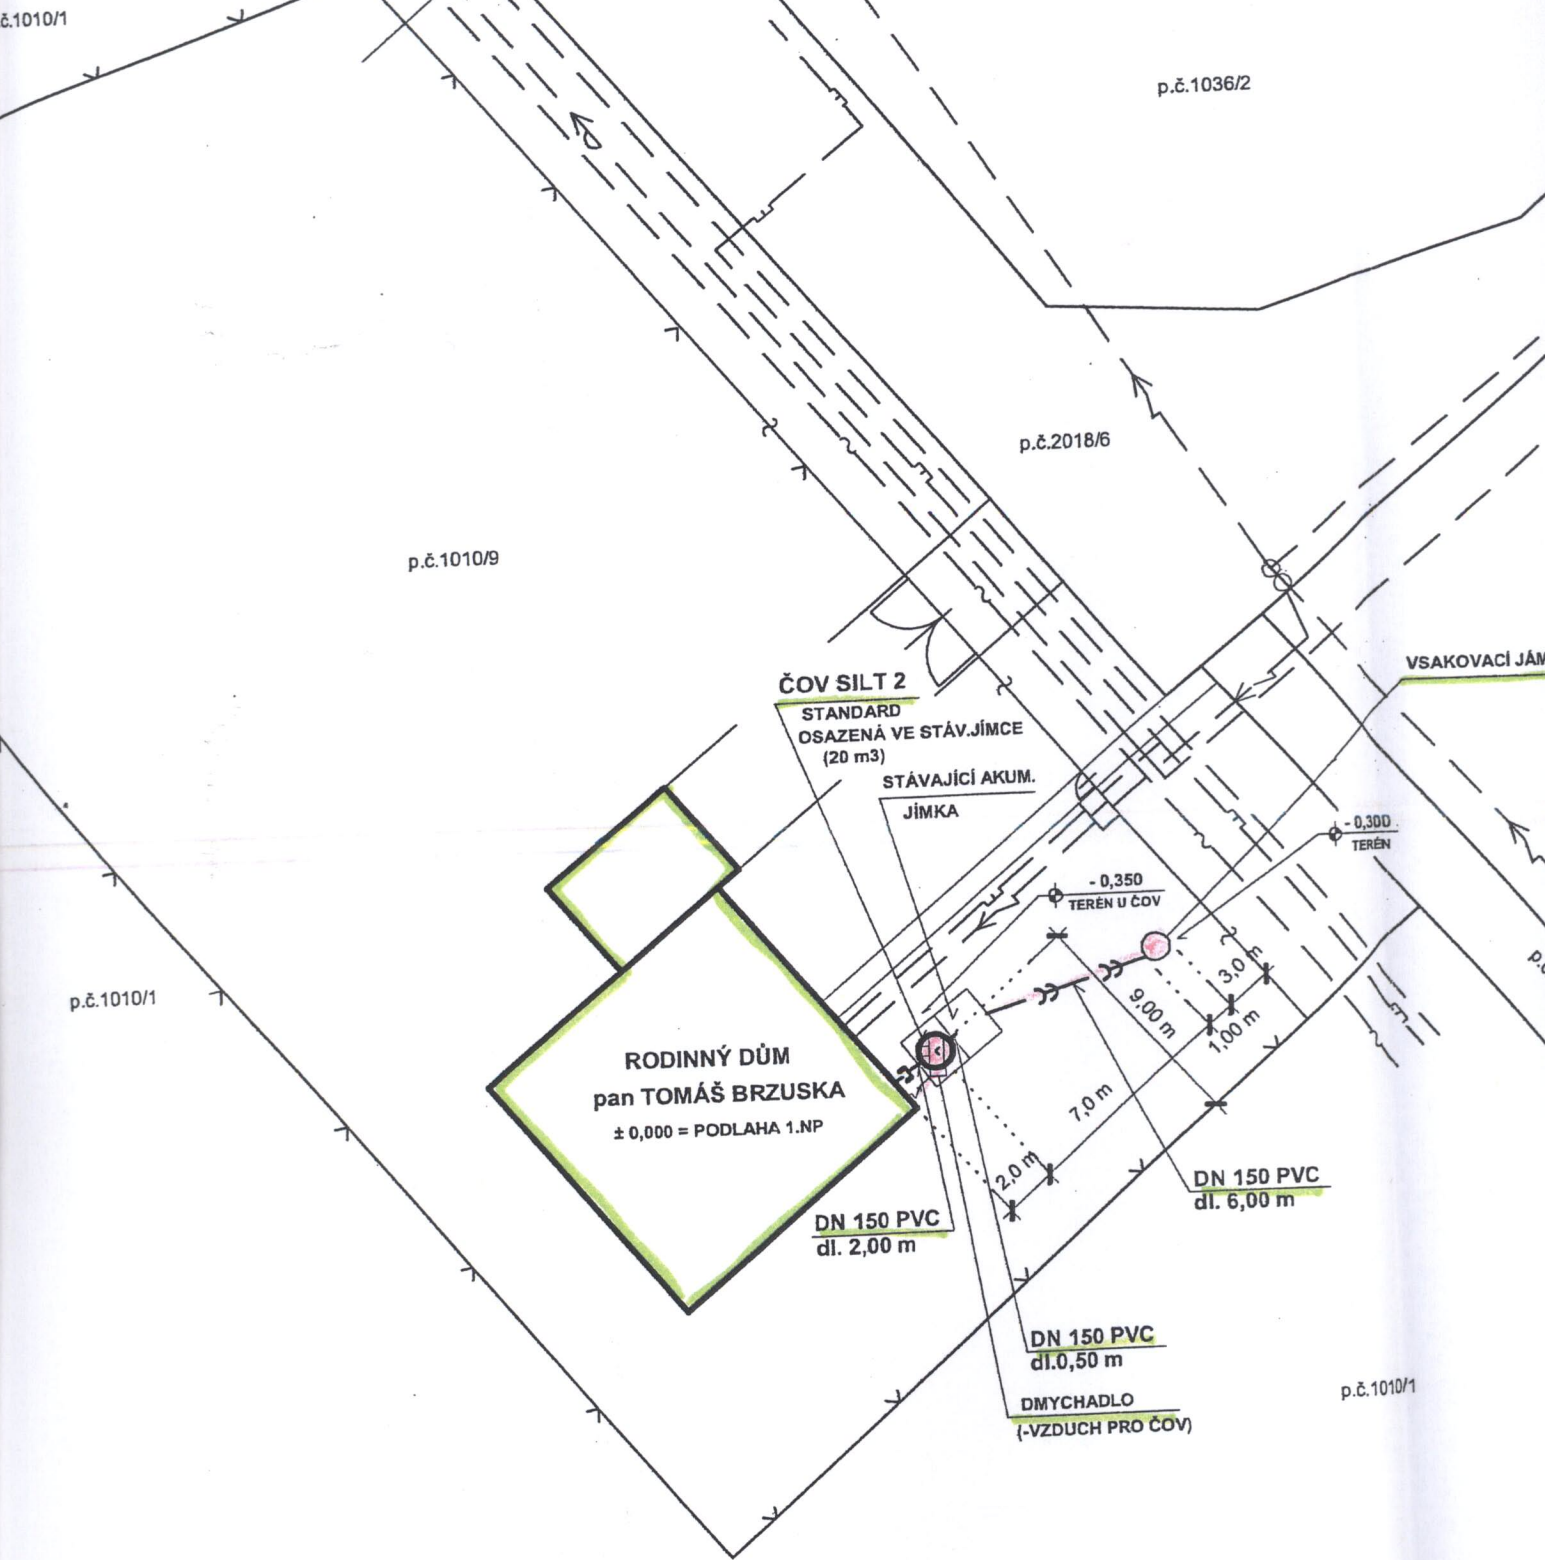 č.1010/1
p.č.1036/2
p.č.2018/6
p.č.1010/9
VSAKOVACÍ JÁM
ČOV SILT 2
STANDARD
OSAZENÁ VE STÁV.JÍMCE
(20 m3)
STÁVAJÍCÍ AKUM.
JÍMKA
- 0,300
TERÉN
- 0,350
TERÉN U ČOV
3,0 m
9,00 m
1,00 m
p.č.1010/1
RODINNÝ DŮM
pan TOMÁŠ BRZUSKA
± 0,000 = PODLAHA 1.NP
7,0 m
2,0 m
DN 150 PVC
dl. 6,00 m
DN 150 PVC
dl. 2,00 m
DN 150 PVC
dl.0,50 m
DMYCHADLO
(-VZDUCH PRO ČOV)
p.č.1010/1